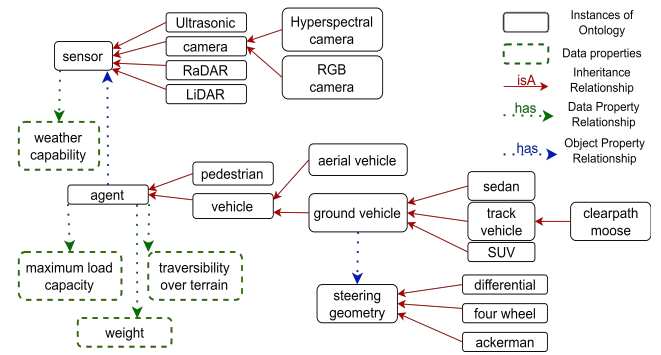 Ultrasonic
camera
RaDAR
LiDAR
sensor
Hyperspectral
camera
RGB
camera
weather
capability
Instances of
Ontology
Data properties
isA
Inheritance
Relationship
has
Data Property
Relationship
has
Object Property
Relationship
agent
pedestrian
vehicle
aerial vehicle
ground vehicle
sedan
track
vehicle
SUV
clearpath
moose
maximum load
capacity
traversibility
over terrain
weight
steering
geometry
differential
four wheel
ackerman